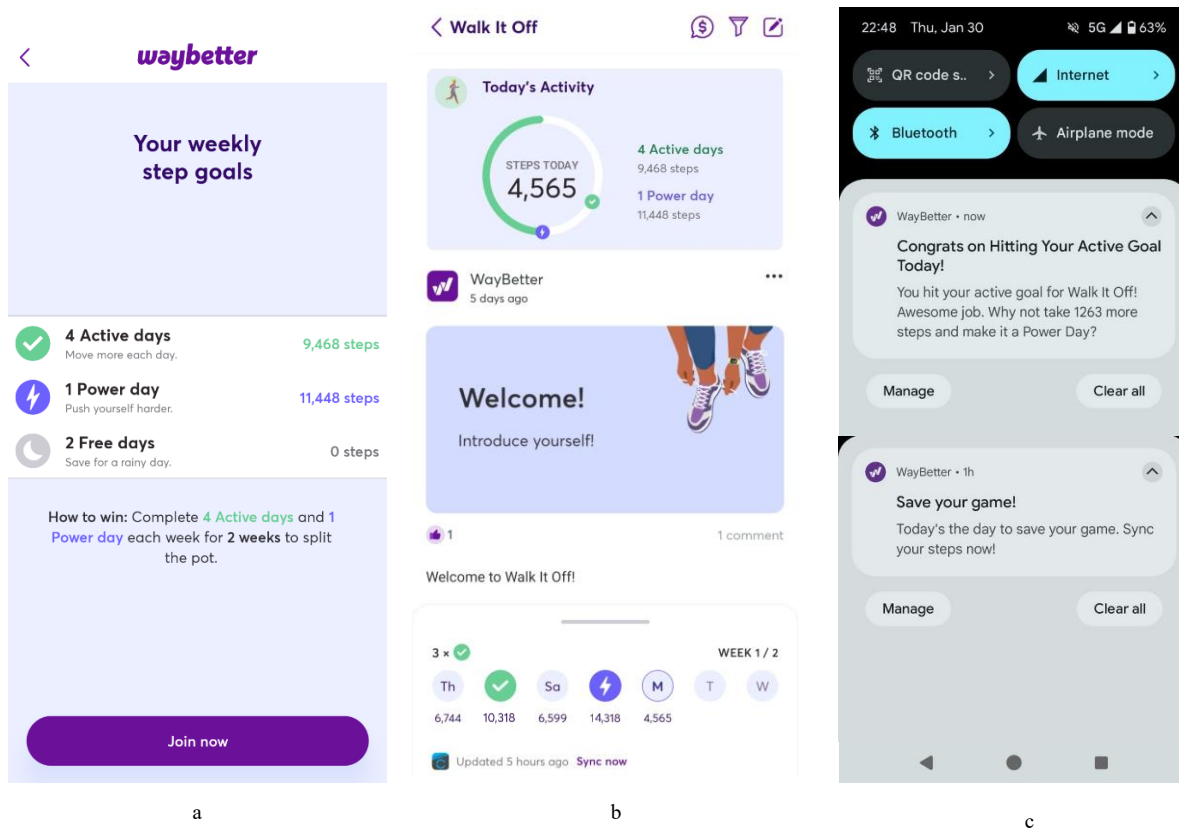 waybetter
Your weekly
step goals
4 Active days
Move more each day.
9,468 steps
1 Power day
Push yourself harder.
11,448 steps
2 Free days
Save for a rainy day.
0 steps
How to win: Complete 4 Active days and 1
Power day each week for 2 weeks to split
the pot.
Join now
a
Walk It Off
Today's Activity
STEPS TODAY
4,565
4 Active days
9,468 steps
1 Power day
11,448 steps
WayBetter
5 days ago
Welcome!
Introduce yourself!
1
1 comment
Welcome to Walk It Off!
3 ×
WEEK 1 / 2
Th Sa M T W
6,744 10,318 6,599 14,318 4,565
Updated 5 hours ago Sync now
b
22:48 Thu, Jan 30 5G 63%
QR code s..
Internet
Bluetooth
Airplane mode
WayBetter • now
Congrats on Hitting Your Active Goal
Today!
You hit your active goal for Walk It Off!
Awesome job. Why not take 1263 more
steps and make it a Power Day?
Manage
Clear all
WayBetter • 1h
Save your game!
Today's the day to save your game. Sync
your steps now!
Manage
Clear all
c